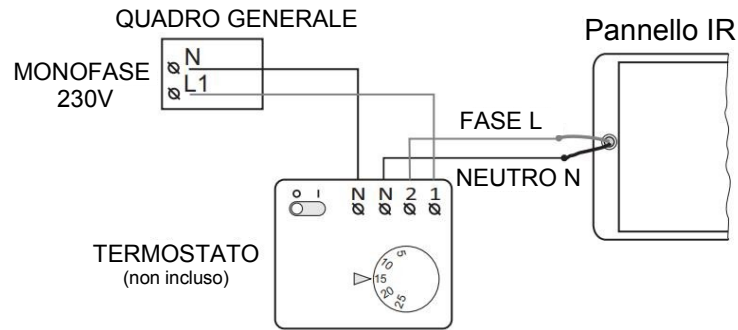 QUADRO GENERALE
Pannello IR
MONOFASE
230V
N
L1
FASE L
NEUTRO N
O I
N N 2 1
TERMOSTATO
(non incluso)
5
10
15
20
25